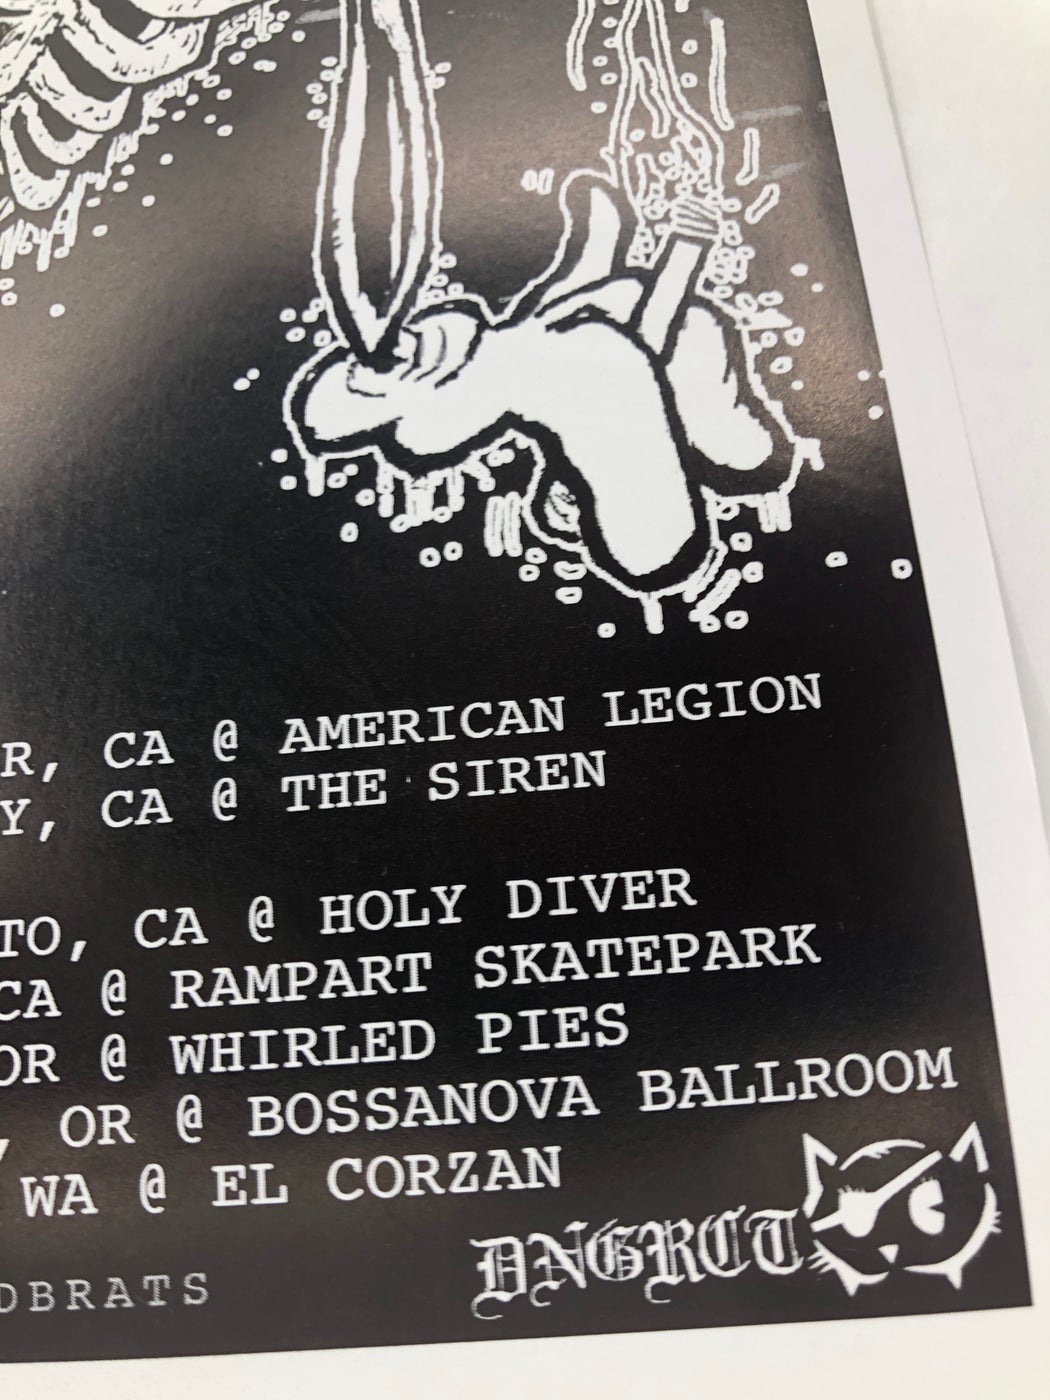 R, CA @ AMERICAN LEGION
Y, CA @ THE SIREN
TO, CA @ HOLY DIVER
CA @ RAMPART SKATEPARK
OR @ WHIRLED PIES
, OR @ BOSSANOVA BALLROOM
WA @ EL CORZAN
DBRATS
DNGRCT